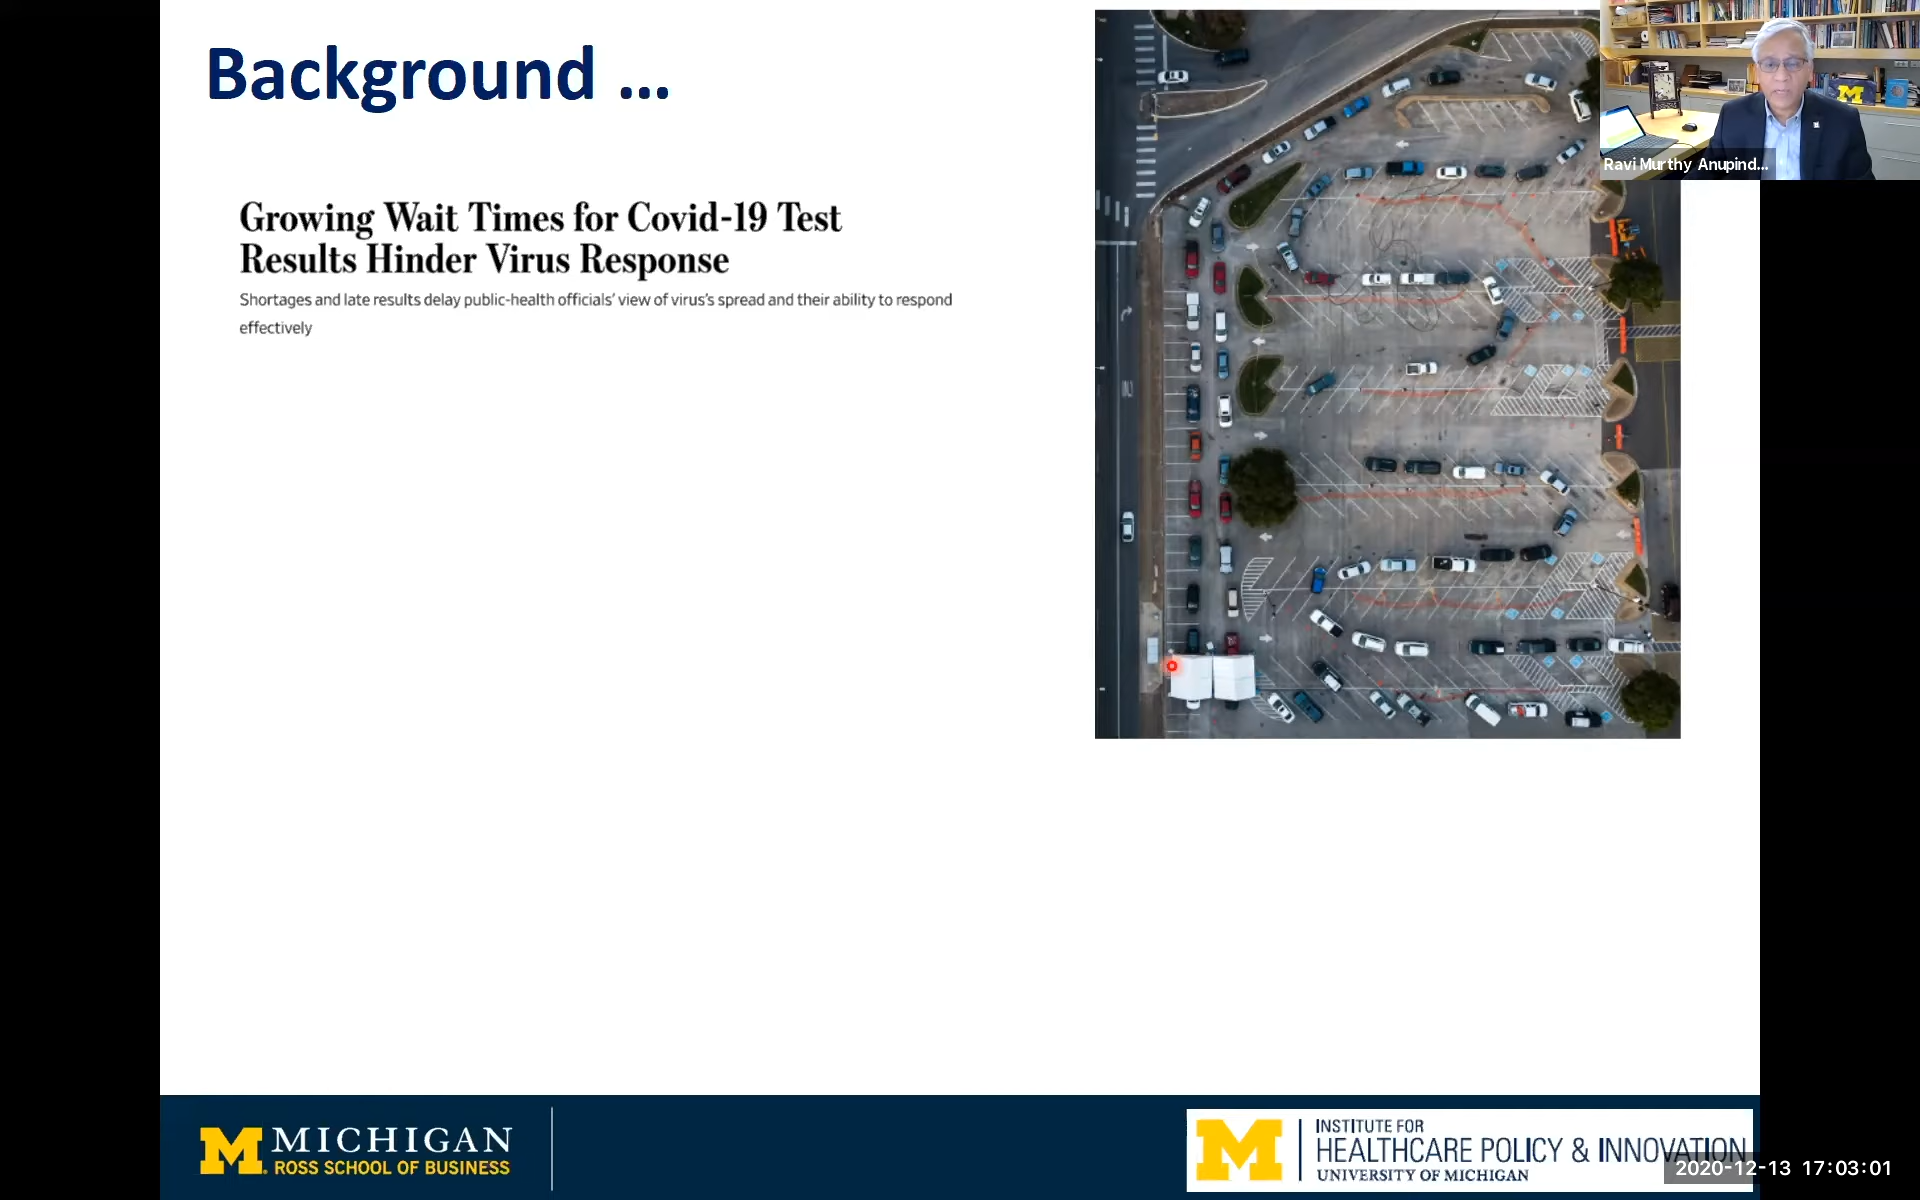 Background ...
Ravi Murthy Anupind...
Growing Wait Times for Covid-19 Test
Results Hinder Virus Response
Shortages and late results delay public-health officials' view of virus's spread and their ability to respond
effectively
M
M MICHIGAN
ROSS SCHOOL OF BUSINESS
M
INSTITUTE FOR
HEALTHCARE POLICY & INNOVATION
UNIVERSITY OF MICHIGAN
2020-12-13 17:03:01